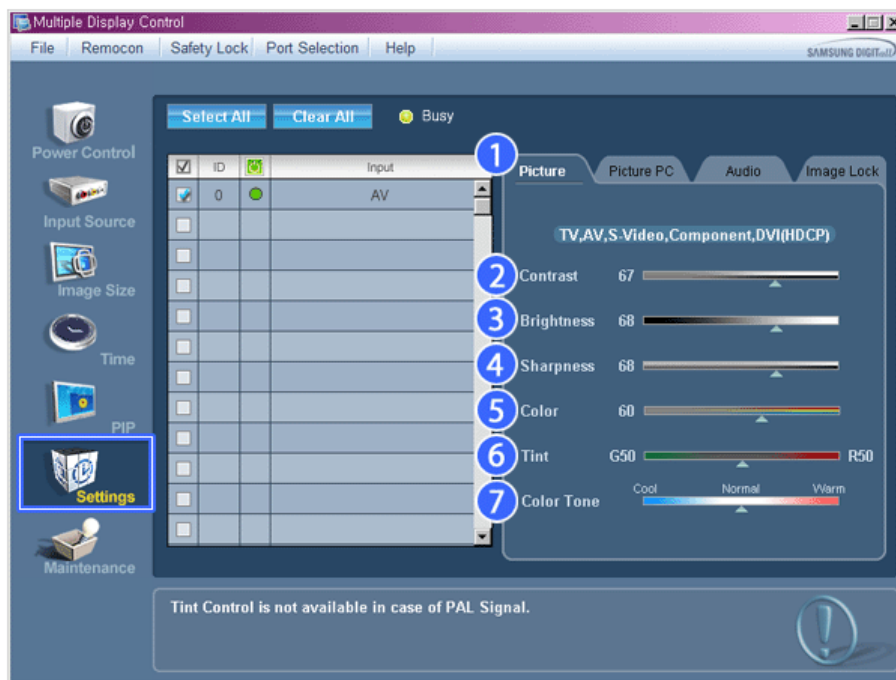 Multiple Display Control
File Remocon Safety Lock Port Selection Help
SAMSUNG DIGITall
Select All Clear All Busy
Power Control
Input Source
Image Size
Time
PIP
Settings
Maintenance
ID Input
0 AV
1 Picture Picture PC Audio Image Lock
TV,AV,S-Video,Component,DVI(HDCP)
2 Contrast 67
3 Brightness 68
4 Sharpness 68
5 Color 60
6 Tint G50 R50
7 Color Tone Cool Normal Warm
Tint Control is not available in case of PAL Signal.